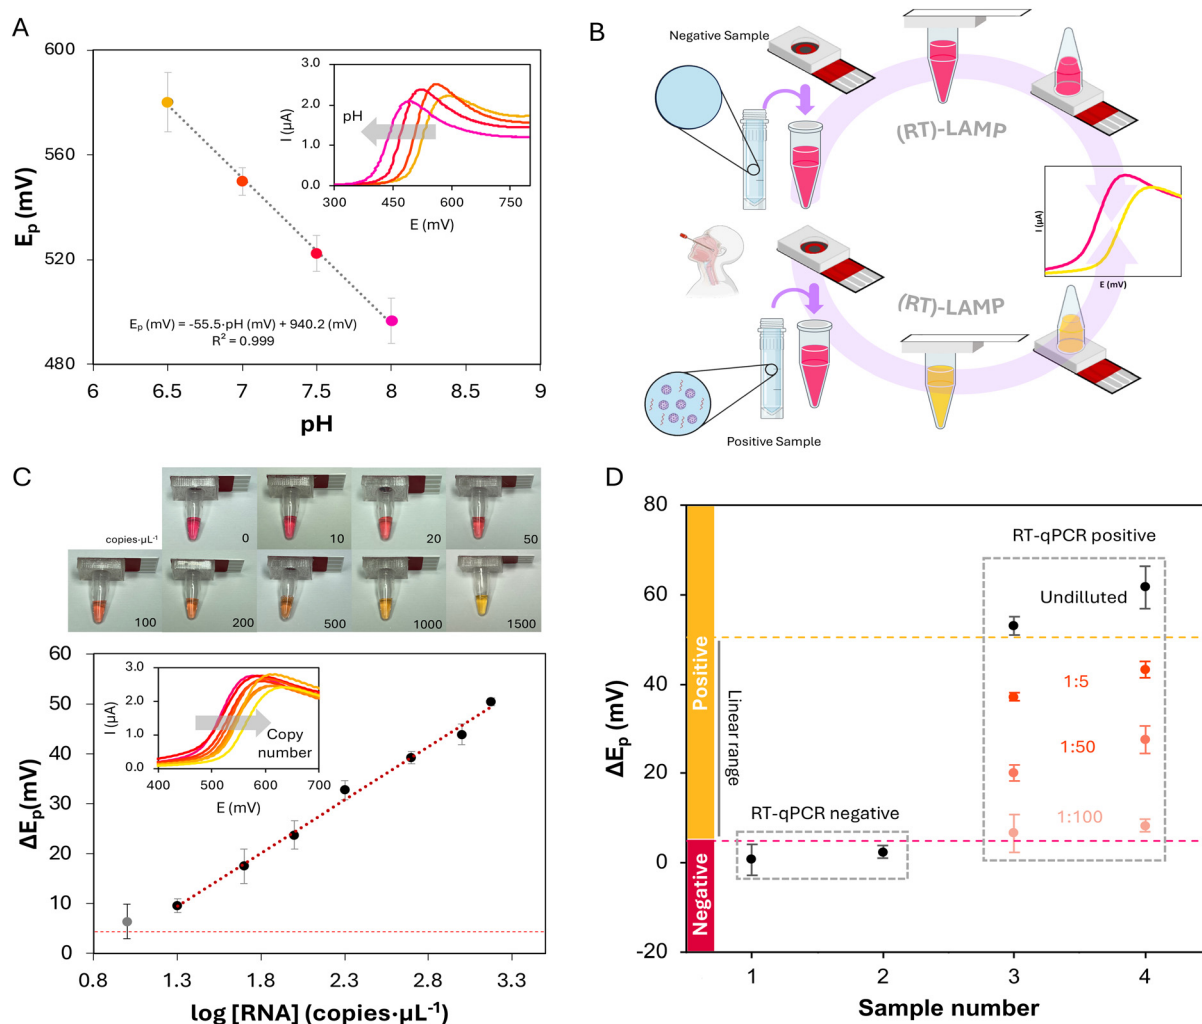 A
600
560
520
480
Eₚ (mV)
6
6.5
7
7.5
8
8.5
9
pH
Eₚ (mV) = -55.5·pH (mV) + 940.2 (mV)
R² = 0.999
3.0
2.0
1.0
0.0
I (µA)
pH
300
450
600
750
E (mV)
B
Negative Sample
(RT)-LAMP
I (µA)
E (mV)
(RT)-LAMP
Positive Sample
C
copies·µL⁻¹
0
10
20
50
100
200
500
1000
1500
60
50
40
30
20
10
0
ΔEₚ(mV)
3.0
2.0
1.0
0.0
I (µA)
Copy
number
400
500
600
700
E (mV)
0.8
1.3
1.8
2.3
2.8
3.3
log [RNA] (copies·µL⁻¹)
D
80
60
40
20
0
-20
ΔEₚ (mV)
Positive
Negative
Linear range
RT-qPCR positive
Undilluted
1:5
1:50
1:100
RT-qPCR negative
1
2
3
4
Sample number